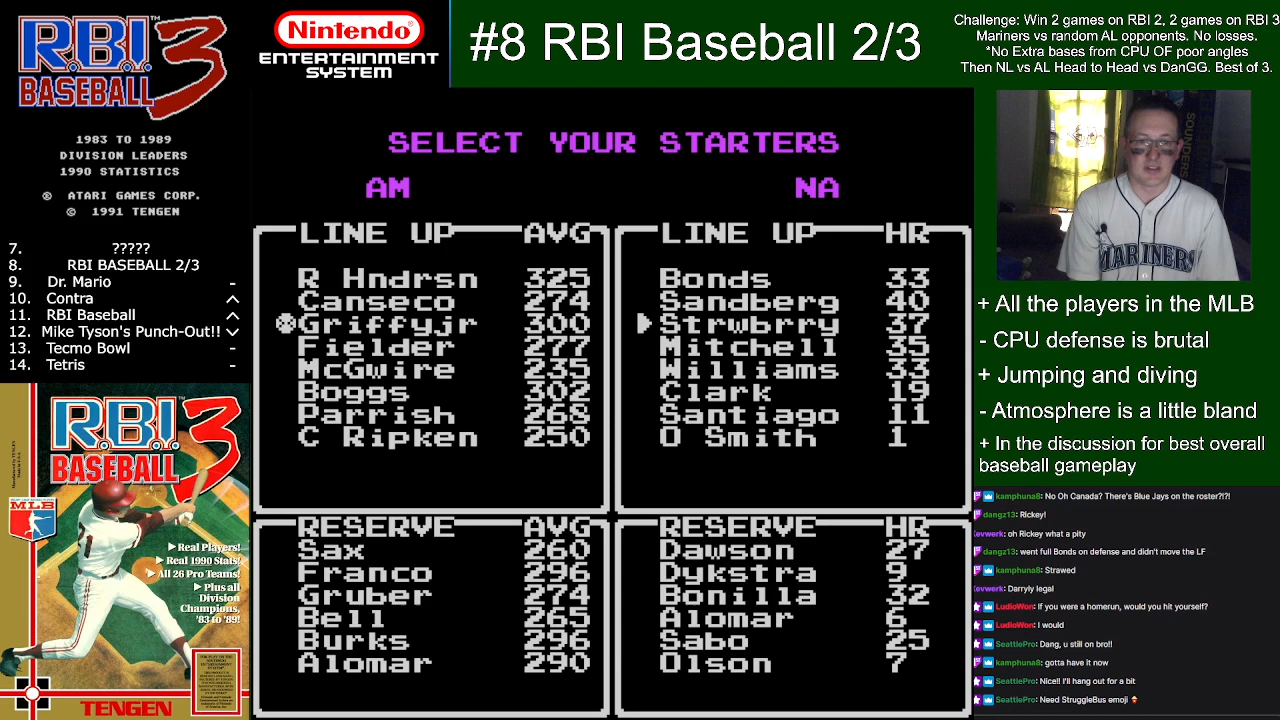 R.B.I. 3
BASEBALL
1983 TO 1989
DIVISION LEADERS
1990 STATISTICS
® ATARI GAMES CORP.
© 1991 TENGEN
Nintendo
ENTERTAINMENT
SYSTEM
#8 RBI Baseball 2/3
Challenge: Win 2 games on RBI 2, 2 games on RBI 3
Mariners vs random AL opponents. No losses.
*No Extra bases from CPU OF poor angles
Then NL vs AL Head to Head vs DanGG. Best of 3.
7. ?????
8. RBI BASEBALL 2/3
9. Dr. Mario -
10. Contra ^
11. RBI Baseball ^
12. Mike Tyson's Punch-Out!! v
13. Tecmo Bowl -
14. Tetris -
SELECT YOUR STARTERS
AM NA
LINE UP AVG
R Hndrsn 325
Canseco 274
Griffyjr 300
Fielder 277
McGwire 235
Boggs 302
Parrish 268
C Ripken 250
RESERVE AVG
Sax 260
Franco 296
Gruber 274
Bell 265
Burks 296
Alomar 290
LINE UP HR
Bonds 33
Sandberg 40
Strwbrry 37
Mitchell 35
Williams 33
Clark 19
Santiago 11
O Smith 1
RESERVE HR
Dawson 27
Dykstra 9
Bonilla 32
Alomar 6
Sabo 25
Olson 7
SOUNDERS
MARINERS
+ All the players in the MLB
- CPU defense is brutal
+ Jumping and diving
- Atmosphere is a little bland
+ In the discussion for best overall
baseball gameplay
kamphuna8: No Oh Canada? There's Blue Jays on the roster?!?!
dangz13: Rickey!
kevwerk: oh Rickey what a pity
dangz13: went full Bonds on defense and didn't move the LF
kamphuna8: Strawed
kevwerk: Darryly legal
LudioWon: If you were a homerun, would you hit yourself?
LudioWon: I would
SeattlePro: Dang, u still on bro!!
kamphuna8: gotta have it now
SeattlePro: Nice!! I'll hang out for a bit
SeattlePro: Need StruggleBus emoji
R.B.I. 3
BASEBALL
MLB
Real Players!
Real 1990 Stats!
All 26 Pro Teams!
Plus all
Division
Champions,
'83 to '89!
TENGEN